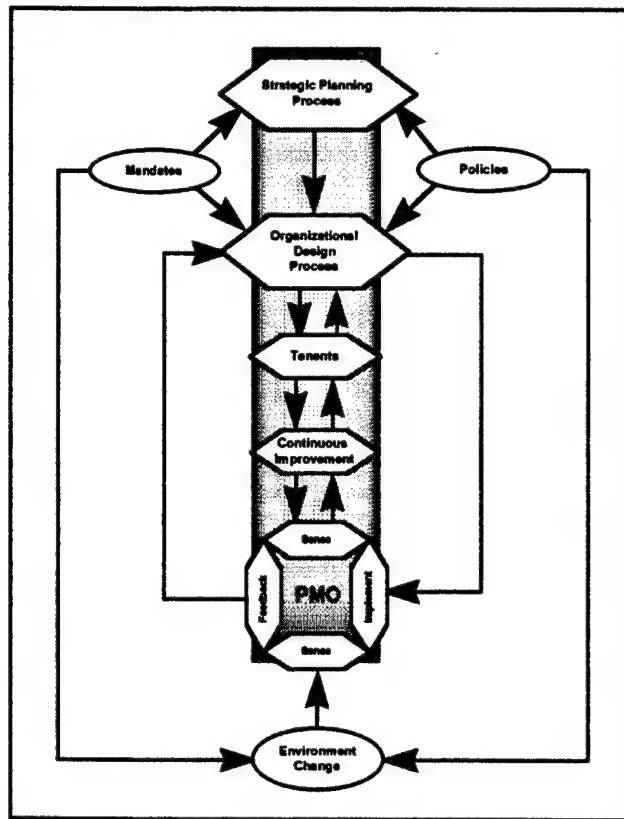 Strategic Planning
Process
Mandates
Policies
Organizational
Design
Process
Tenents
Continuous
Improvement
Sense
Feedback
PMO
Implement
Sense
Environment
Change